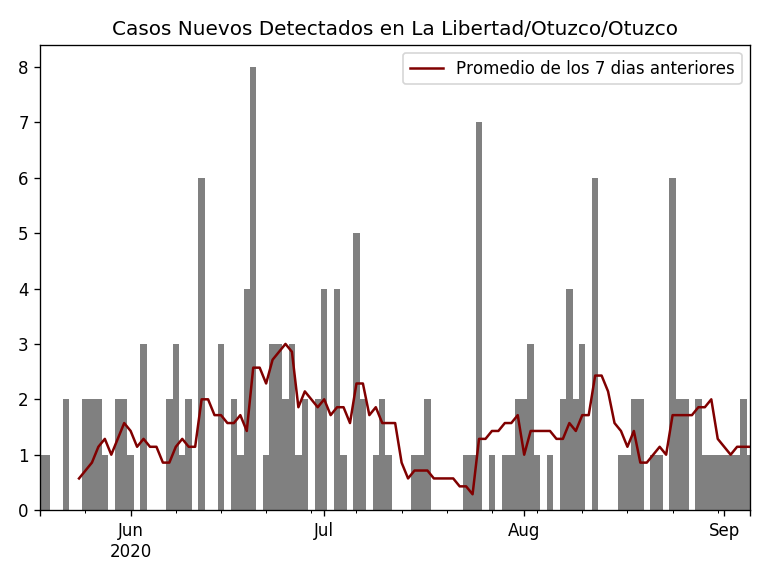 Casos Nuevos Detectados en La Libertad/Otuzco/Otuzco
Promedio de los 7 dias anteriores
8
7
6
5
4
3
2
1
0
Jun
2020
Jul
Aug
Sep